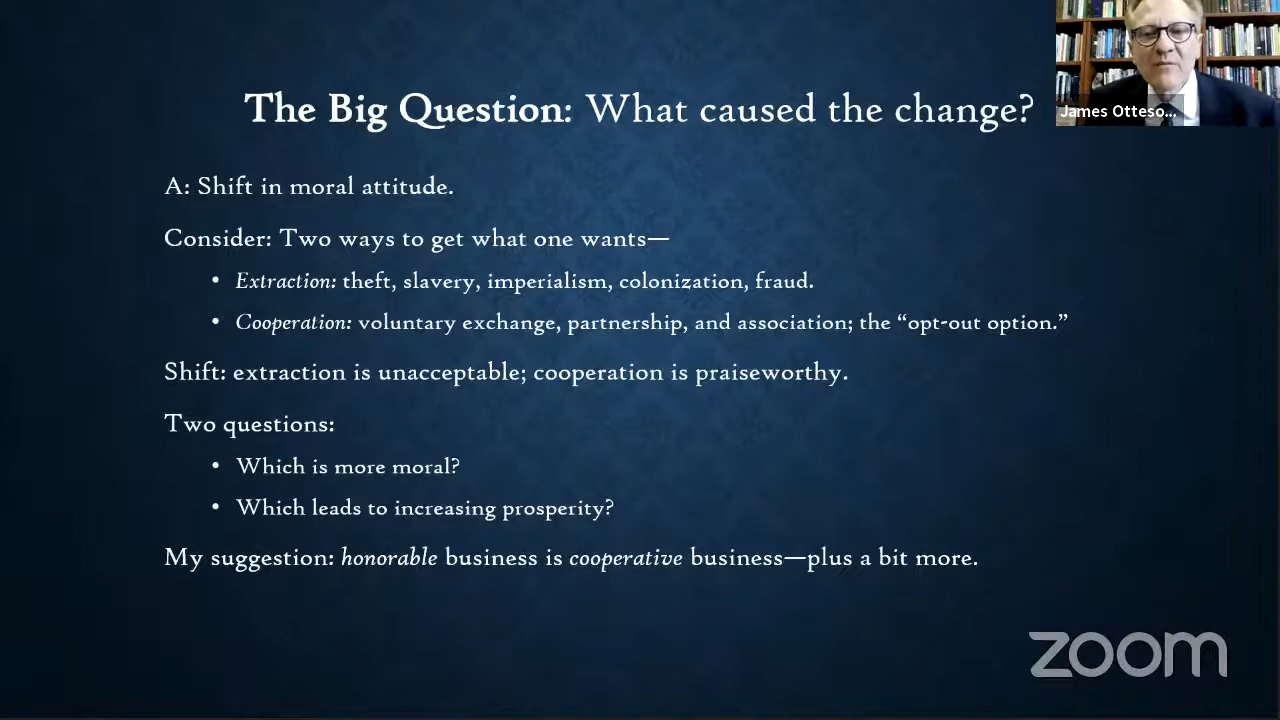 The Big Question: What caused the change?
James Otteso...
A: Shift in moral attitude.
Consider: Two ways to get what one wants—
• Extraction: theft, slavery, imperialism, colonization, fraud.
• Cooperation: voluntary exchange, partnership, and association; the “opt-out option.”
Shift: extraction is unacceptable; cooperation is praiseworthy.
Two questions:
• Which is more moral?
• Which leads to increasing prosperity?
My suggestion: honorable business is cooperative business—plus a bit more.
zoom